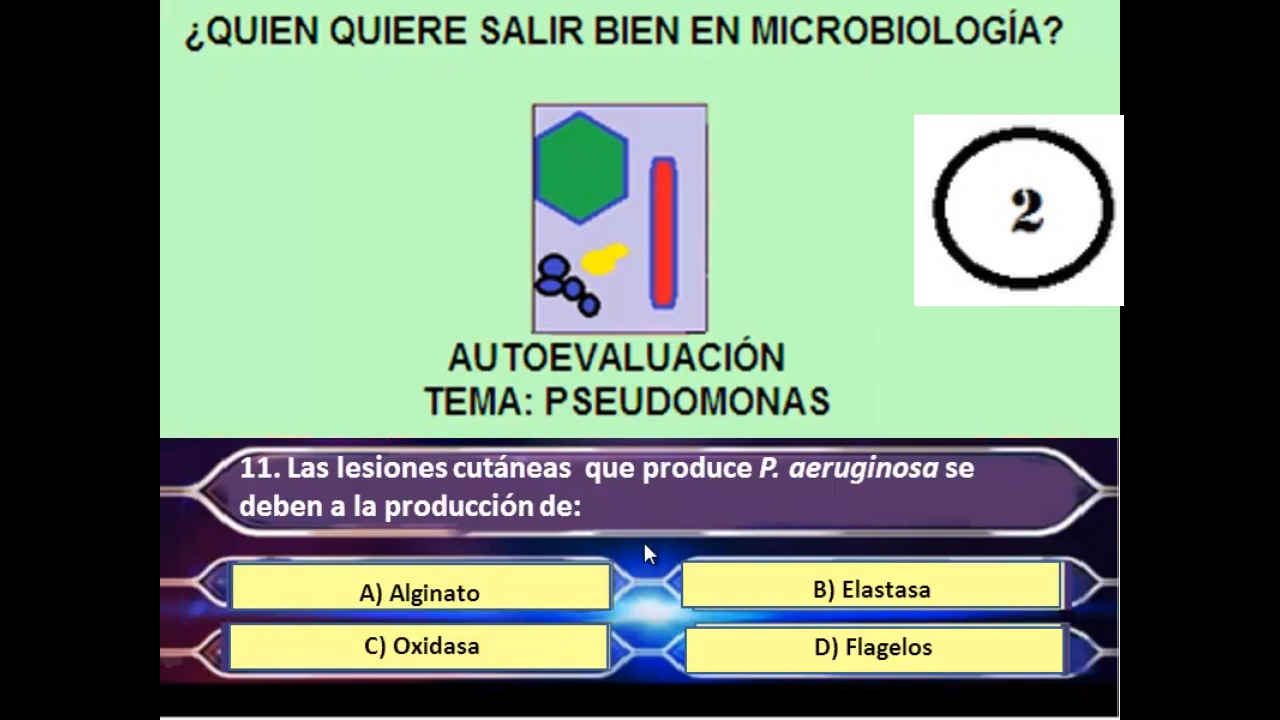 ¿QUIEN QUIERE SALIR BIEN EN MICROBIOLOGÍA?
2
AUTOEVALUACIÓN
TEMA: PSEUDOMONAS
11. Las lesiones cutáneas que produce P. aeruginosa se
deben a la producción de:
A) Alginato
B) Elastasa
C) Oxidasa
D) Flagelos